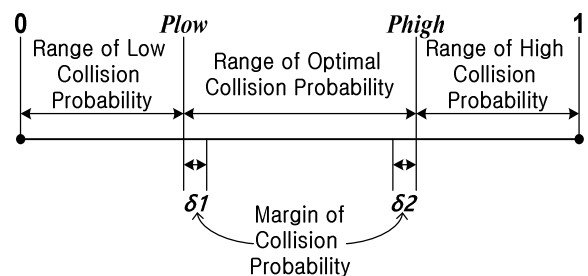 0 Plow Phigh 1
Range of Low
Collision
Probability
Range of Optimal
Collision Probability
Range of High
Collision
Probability
δ1 δ2
Margin of
Collision
Probability